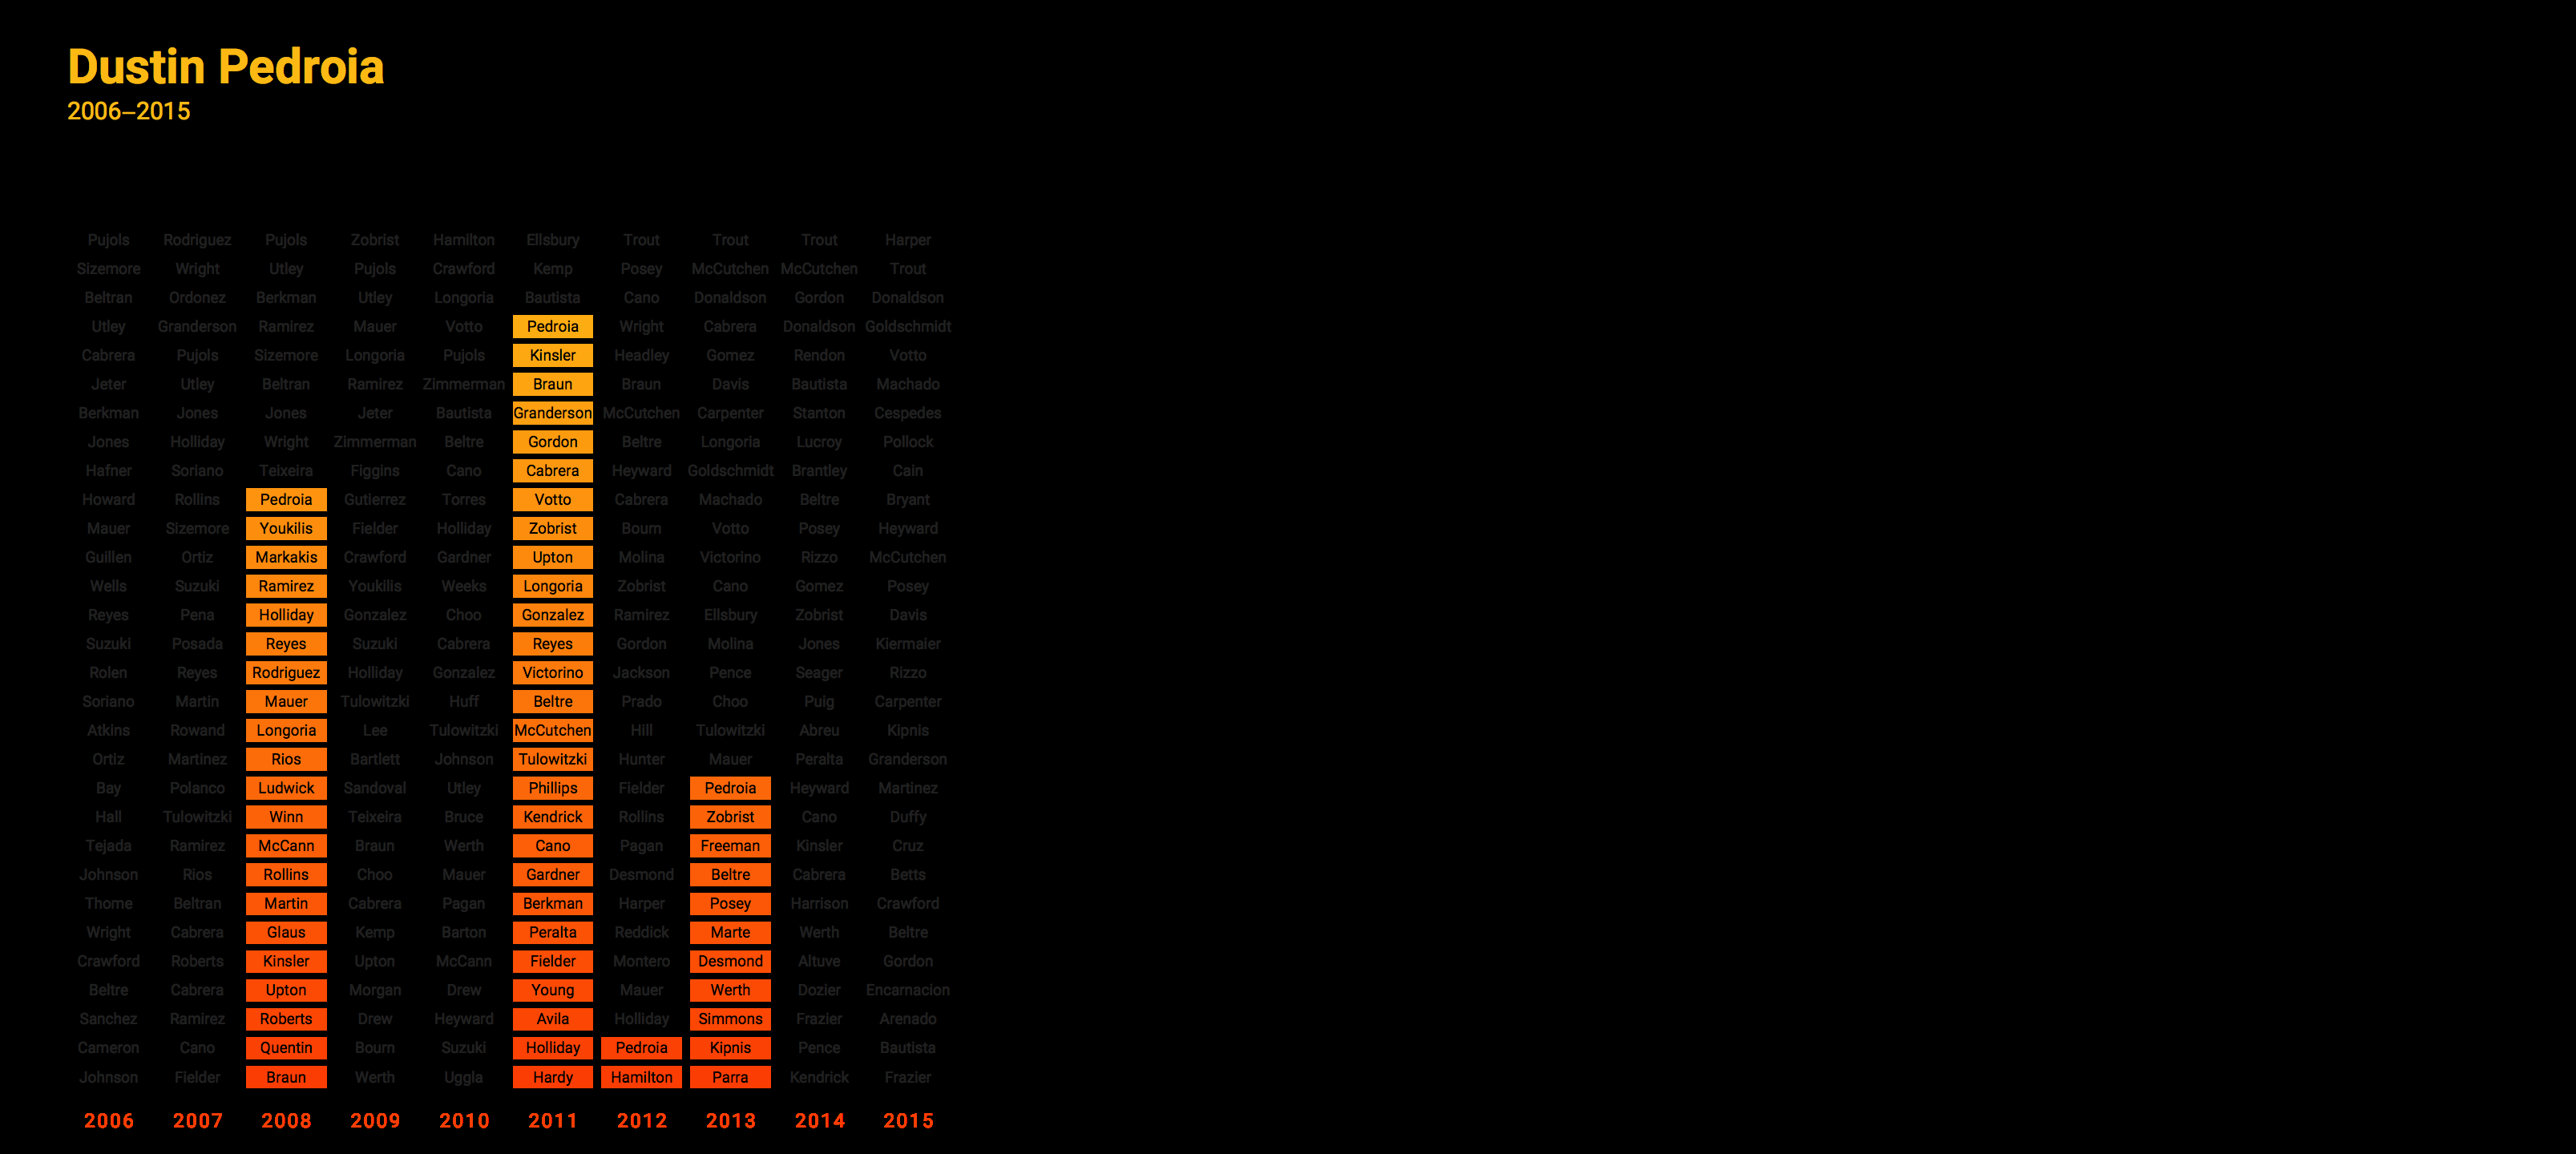 Dustin Pedroia
2006–2015
Pujols Rodriguez Pujols Zobrist Hamilton Ellsbury Trout Trout Trout Harper
Sizemore Wright Utley Pujols Crawford Kemp Posey McCutchen McCutchen Trout
Beltran Ordonez Berkman Utley Longoria Bautista Cano Donaldson Gordon Donaldson
Utley Granderson Ramirez Mauer Votto Pedroia Wright Cabrera Donaldson Goldschmidt
Cabrera Pujols Sizemore Longoria Pujols Kinsler Headley Gomez Rendon Votto
Jeter Utley Beltran Ramirez Zimmerman Braun Braun Davis Bautista Machado
Berkman Jones Jones Jeter Bautista Granderson McCutchen Carpenter Stanton Cespedes
Jones Holliday Wright Zimmerman Beltre Gordon Beltre Longoria Lucroy Pollock
Hafner Soriano Teixeira Figgins Cano Cabrera Heyward Goldschmidt Brantley Cain
Howard Rollins Pedroia Gutierrez Torres Votto Cabrera Machado Beltre Bryant
Mauer Sizemore Youkilis Fielder Holliday Zobrist Bourn Votto Posey Heyward
Guillen Ortiz Markakis Crawford Gardner Upton Molina Victorino Rizzo McCutchen
Wells Suzuki Ramirez Youkilis Weeks Longoria Zobrist Cano Gomez Posey
Reyes Pena Holliday Gonzalez Choo Gonzalez Ramirez Ellsbury Zobrist Davis
Suzuki Posada Reyes Suzuki Cabrera Reyes Gordon Molina Jones Kiermaier
Rolen Reyes Rodriguez Holliday Gonzalez Victorino Jackson Pence Seager Rizzo
Soriano Martin Mauer Tulowitzki Huff Beltre Prado Choo Puig Carpenter
Atkins Rowand Longoria Lee Tulowitzki McCutchen Hill Tulowitzki Abreu Kipnis
Ortiz Martinez Rios Bartlett Johnson Tulowitzki Hunter Mauer Peralta Granderson
Bay Polanco Ludwick Sandoval Utley Phillips Fielder Pedroia Heyward Martinez
Hall Tulowitzki Winn Teixeira Bruce Kendrick Rollins Zobrist Cano Duffy
Tejada Ramirez McCann Braun Werth Cano Pagan Freeman Kinsler Cruz
Johnson Rios Rollins Choo Mauer Gardner Desmond Beltre Cabrera Betts
Thome Beltran Martin Cabrera Pagan Berkman Harper Posey Harrison Crawford
Wright Cabrera Glaus Kemp Barton Peralta Reddick Marte Werth Beltre
Crawford Roberts Kinsler Upton McCann Fielder Montero Desmond Altuve Gordon
Beltre Cabrera Upton Morgan Drew Young Mauer Werth Dozier Encarnacion
Sanchez Ramirez Roberts Drew Heyward Avila Holliday Simmons Frazier Arenado
Cameron Cano Quentin Bourn Suzuki Holliday Pedroia Kipnis Pence Bautista
Johnson Fielder Braun Werth Uggla Hardy Hamilton Parra Kendrick Frazier
2006 2007 2008 2009 2010 2011 2012 2013 2014 2015